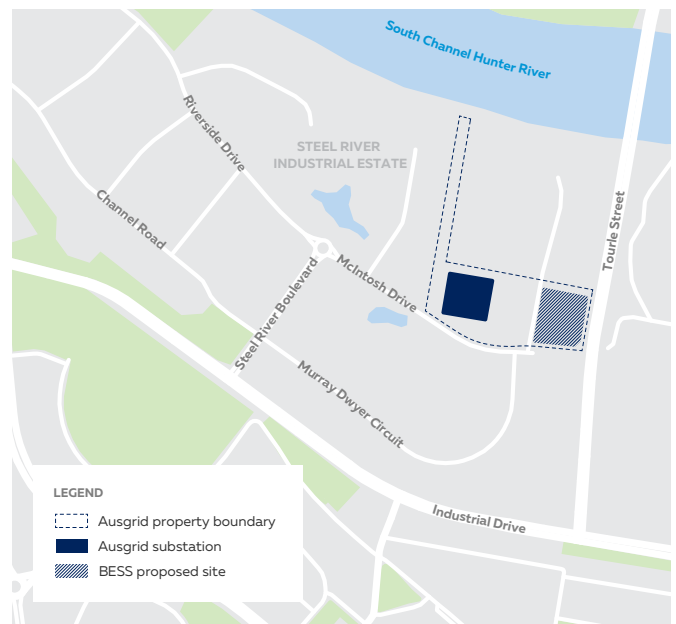 South Channel Hunter River
Riverside Drive
STEEL RIVER
INDUSTRIAL ESTATE
Channel Road
Tourle Street
McIntosh Drive
Steel River Boulevard
Murray Dwyer Circuit
Industrial Drive
LEGEND
Ausgrid property boundary
Ausgrid substation
BESS proposed site